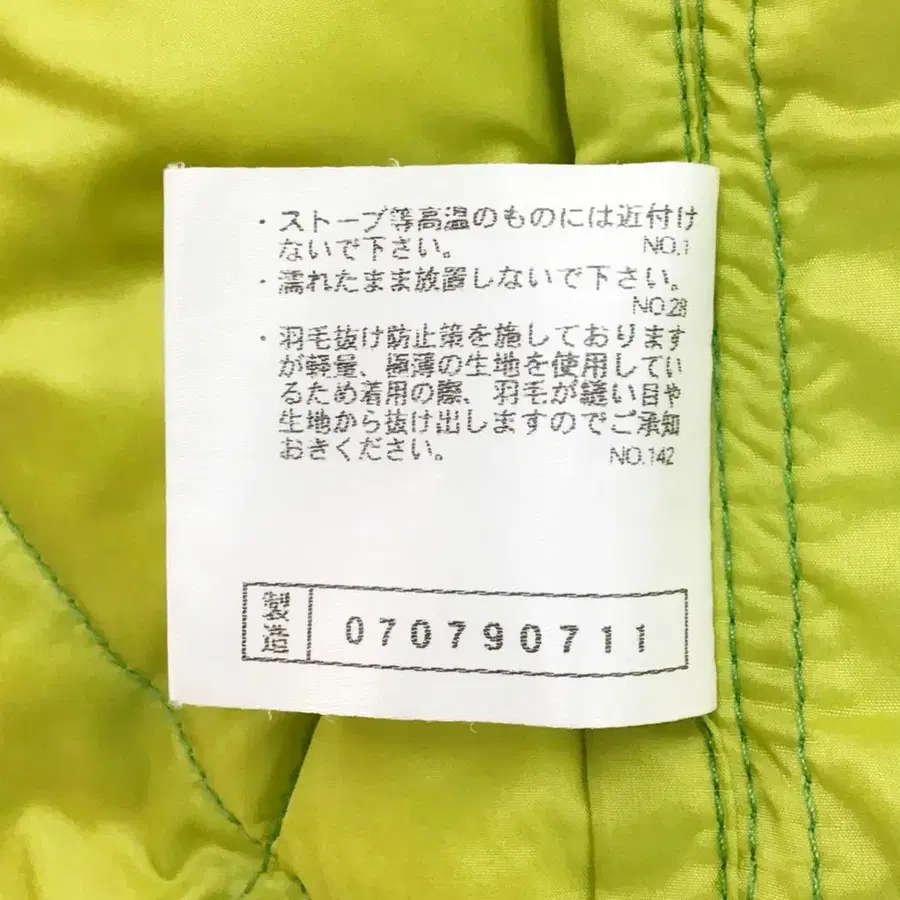 ・ストーブ等高温のものには近付け
ないで下さい。 NO.1
・濡れたまま放置しないで下さい。
NO.28
・羽毛抜け防止策を施しております
が軽量、極薄の生地を使用してい
るため着用の際、羽毛が縫い目や
生地から抜け出しますのでご承知
おきください。 NO.142
製造 070790711